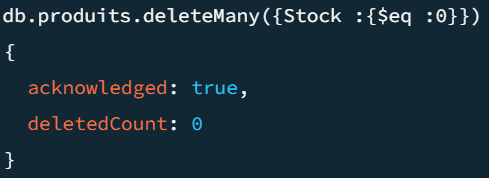 db.produits.deleteMany({Stock :{$eq :0}})
{
  acknowledged: true,
  deletedCount: 0
}